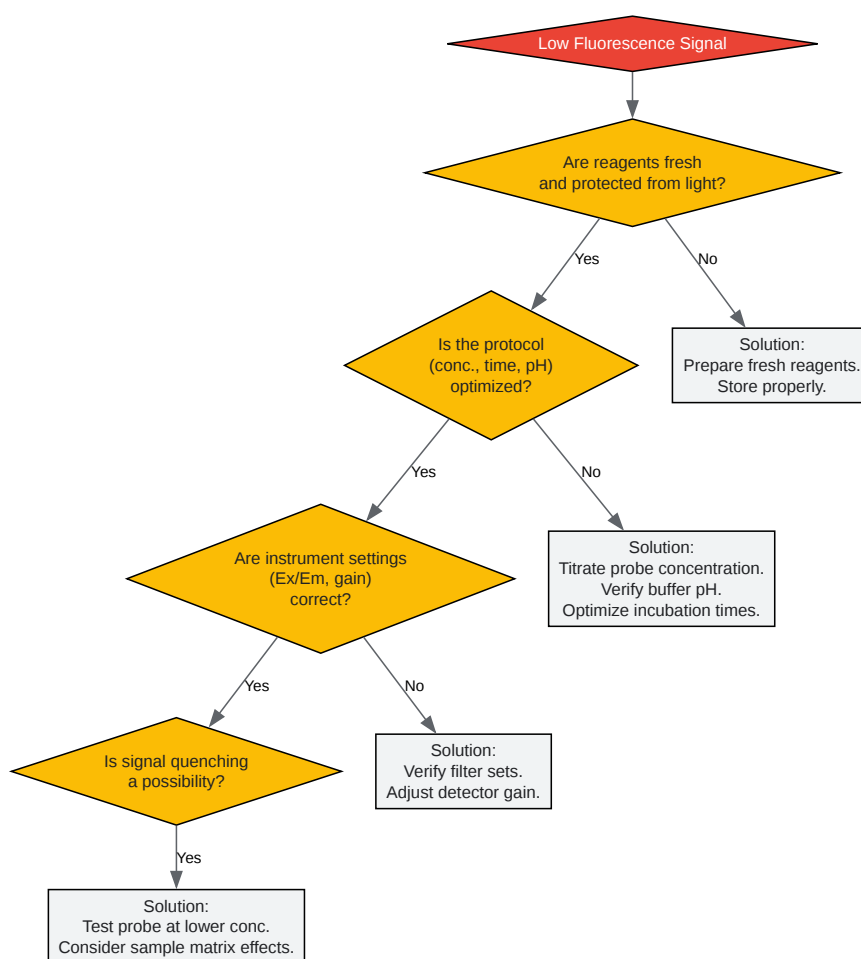 Low Fluorescence Signal
Are reagents fresh
and protected from light?
Yes
No
Is the protocol
(conc., time, pH)
optimized?
Solution:
Prepare fresh reagents.
Store properly.
Yes
No
Are instrument settings
(Ex/Em, gain)
correct?
Solution:
Titrate probe concentration.
Verify buffer pH.
Optimize incubation times.
Yes
No
Is signal quenching
a possibility?
Solution:
Verify filter sets.
Adjust detector gain.
Yes
Solution:
Test probe at lower conc.
Consider sample matrix effects.